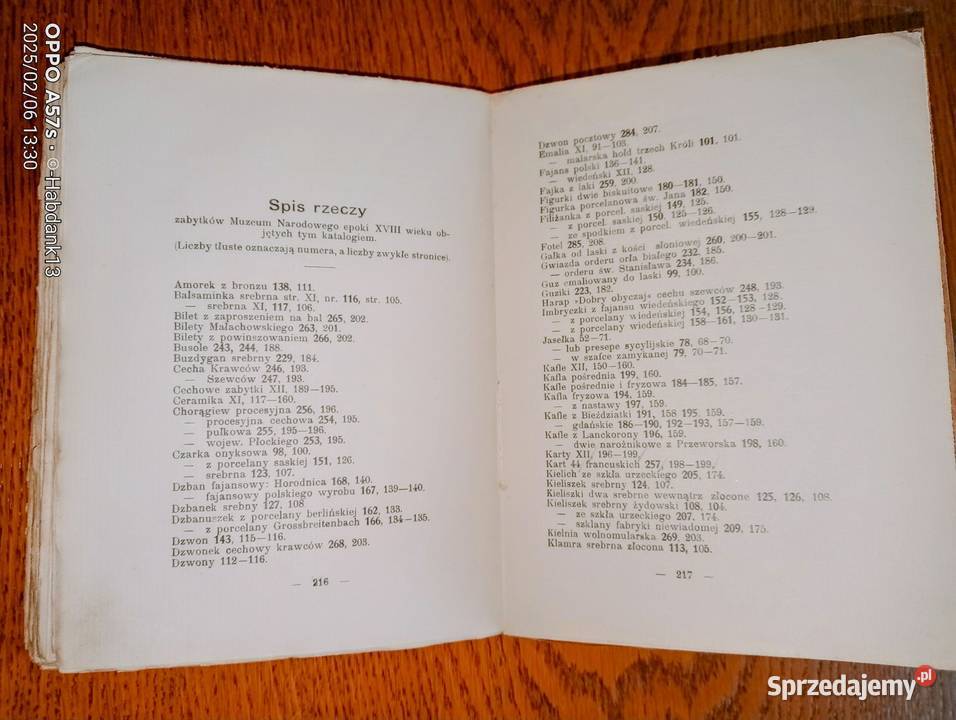 OPPO A57s · ©-Habdank13
2025/02/06 13:30
Spis rzeczy
zabytków Muzeum Narodowego epoki XVIII wieku ob-
jętych tym katalogiem.
(Liczby tłuste oznaczają numera, a liczby zwykłe stronice).
Amorek z bronzu 138, 111.
Balsaminka srebrna str. XI, nr. 116, str. 105.
— srebrna XI, 117, 106.
Bilet z zaproszeniem na bal 265, 202.
Bilety Małachowskiego 263, 201.
Bilety z powinszowaniem 266, 202.
Busole 243, 244, 188.
Buzdygan srebrny 229, 184.
Cecha Krawców 246, 193.
— Szewców 247, 193.
Cechowe zabytki XII, 189—195.
Ceramika XI, 117—160.
Chorągiew procesyjna 256, 196.
— procesyjna cechowa 254, 195.
— pułkowa 255, 195—196.
— wojew. Płockiego 253, 195.
Czarka onyksowa 98, 100.
— z porcelany saskiej 151, 126.
— srebrna 123, 107.
Dzban fajansowy: Horodnica 168, 140.
— fajansowy polskiego wyrobu 167, 139—140.
Dzbanek srebny 127, 108
Dzbanuszek z porcelany berlińskiej 162, 133.
— z porcelany Grossbreitenbach 166, 134—135.
Dzwon 143, 115—116.
Dzwonek cechowy krawców 268, 203.
Dzwony 112—116.
— 216 —
Dzwon pocztowy 284, 207.
Emalia XI, 91—103.
— malarska hołd trzech Króli 101, 101.
Fajans polski 136—141.
— wiedeński XII, 128.
Fajka z laki 259, 200.
Figurki dwie biskuitowe 180—181, 150.
Figurka porcelanowa św. Jana 182, 150.
Filiżanka z porcel. saskiej 149, 125.
— z porcel. saskiej 150, 125—126.
— ze spodkiem z porcel. wiedeńskiej 155, 128—129.
Fotel 285, 208.
Gałka od laski z kości słoniowej 260, 200—201.
Gwiazda orderu orła białego 232, 185.
— orderu św. Stanisława 234, 186.
Guz emaliowany do laski 99, 100.
Guziki 223, 182.
Harap »Dobry obyczaj« cechu szewców 248, 193.
Imbryczki z fajansu wiedeńskiego 152—153, 128.
— z porcelany wiedeńskiej 154, 156, 128—129.
— z porcelany wiedeńskiej 158—161, 130—131.
Jasełka 52—71.
— lub presepe sycylijskie 78, 68—70.
— w szafce zamykanej 79, 70—71.
Kafle XII, 150—160.
Kafla pośrednia 199, 160.
Kafle pośrednie i fryzowa 184—185, 157.
Kafla fryzowa 194, 159.
— z nastawy 197, 159.
Kafle z Bieździatki 191, 158 195, 159.
— gdańskie 186—190, 192—193, 157—159.
Kafle z Lanckorony 196, 159.
— dwie narożnikowe z Przeworska 198, 160.
Karty XII, 196—199.
Kart 44 francuskich 257, 198—199.
Kielich ze szkła urzeckiego 205, 174.
Kieliszek srebrny 124, 107.
Kieliszki dwa srebrne wewnątrz złocone 125, 126, 108.
Kieliszek srebrny żydowski 108, 104.
— ze szkła urzeckiego 207, 174.
— szklany fabryki niewiadomej 209, 175.
Kielnia wolnomularska 269, 203.
Klamra srebrna złocona 113, 105.
— 217 —
Sprzedajemy.pl